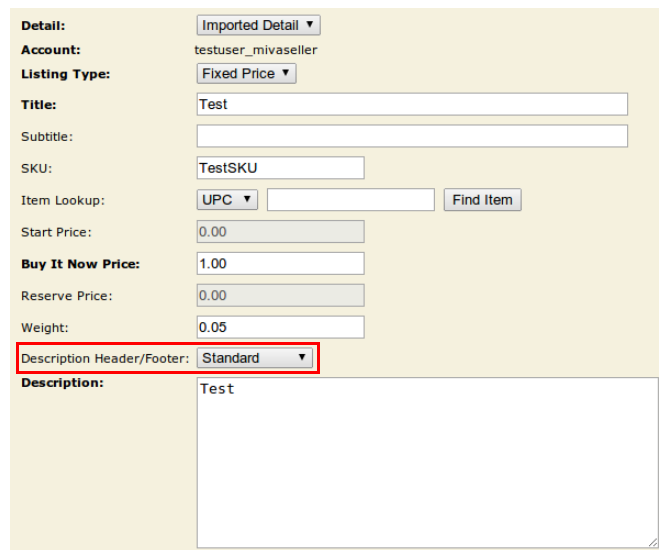 Detail: Imported Detail
Account: testuser_mivaseller
Listing Type: Fixed Price
Title: Test
Subtitle:
SKU: TestSKU
Item Lookup: UPC Find Item
Start Price: 0.00
Buy It Now Price: 1.00
Reserve Price: 0.00
Weight: 0.05
Description Header/Footer: Standard
Description: Test